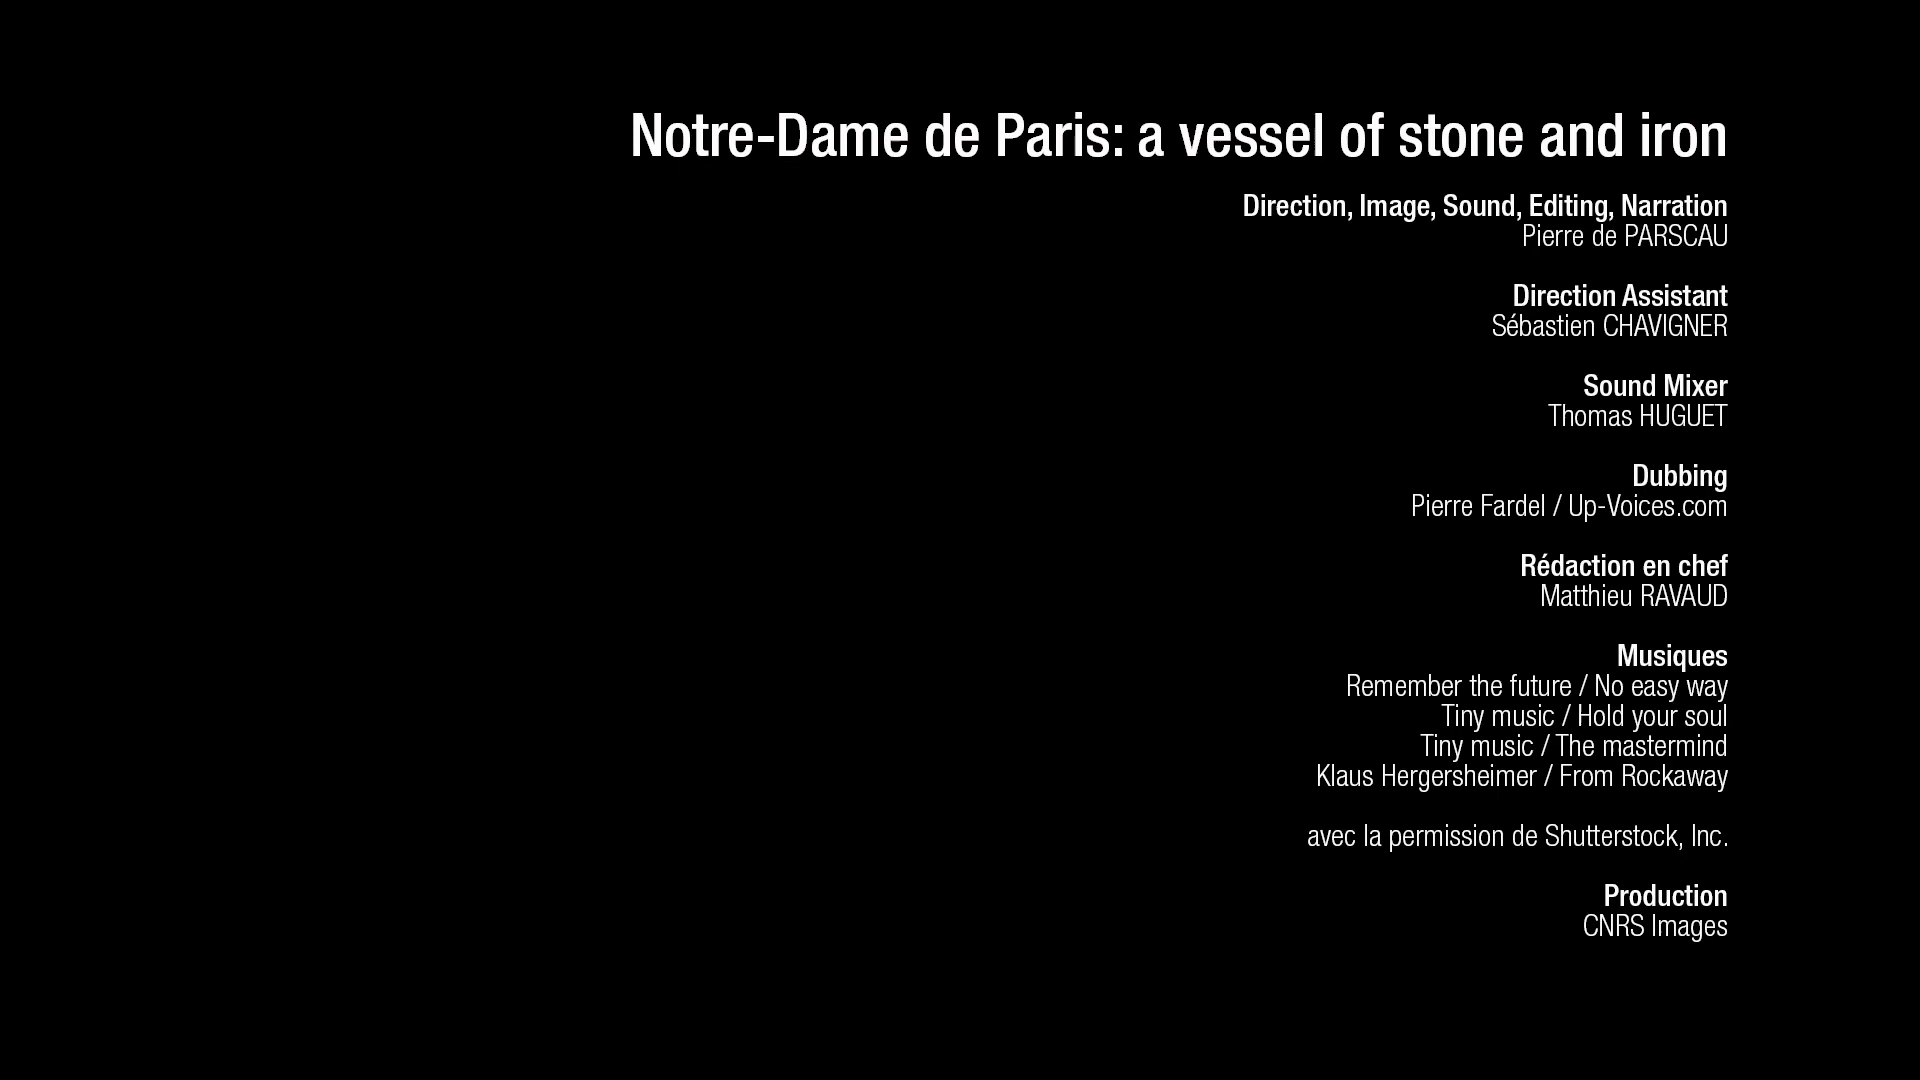 Notre-Dame de Paris: a vessel of stone and iron
Direction, Image, Sound, Editing, Narration
Pierre de PARSCAU
Direction Assistant
Sébastien CHAVIGNER
Sound Mixer
Thomas HUGUET
Dubbing
Pierre Fardel / Up-Voices.com
Rédaction en chef
Matthieu RAVAUD
Musiques
Remember the future / No easy way
Tiny music / Hold your soul
Tiny music / The mastermind
Klaus Hergersheimer / From Rockaway
avec la permission de Shutterstock, Inc.
Production
CNRS Images